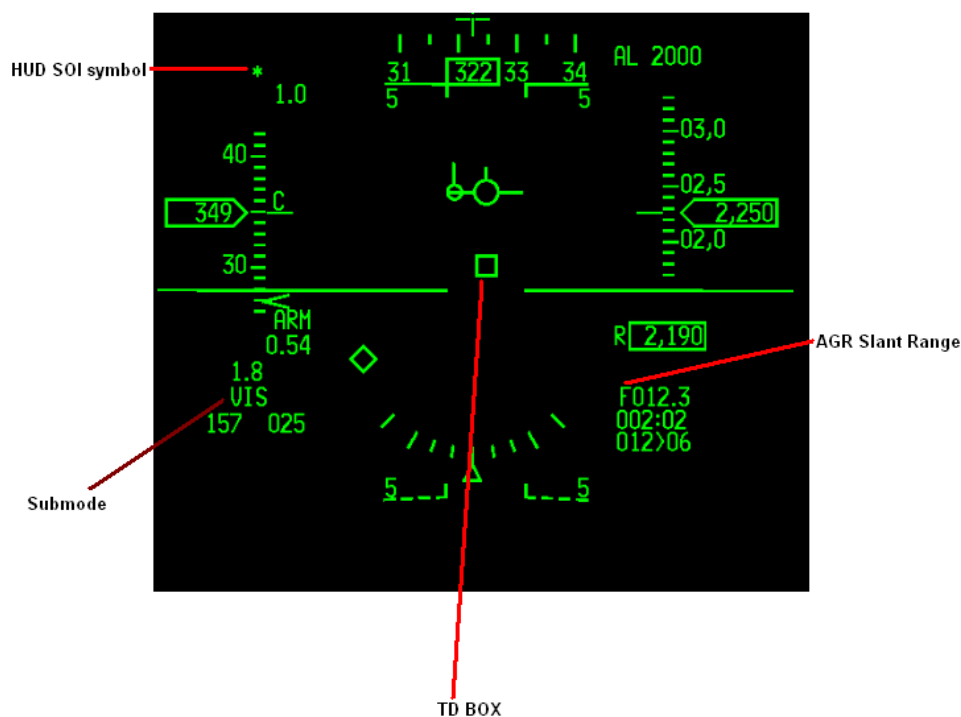 HUD SOI symbol
*
1.0
31 322 33 34
5 5
AL 2000
40
C
349
30
03,0
02,5
2,250
02,0
ARM
0.54
R 2,190
AGR Slant Range
1.8
VIS
157 025
F012.3
002:02
012>06
Submode
5 5
TD BOX